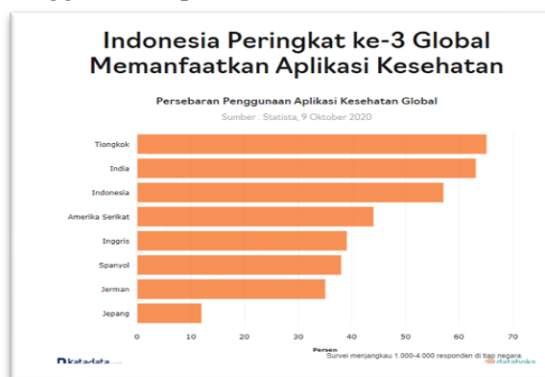 Indonesia Peringkat ke-3 Global
Memanfaatkan Aplikasi Kesehatan
Persebaran Penggunaan Aplikasi Kesehatan Global
Sumber : Statista, 9 Oktober 2020
Tiongkok
India
Indonesia
Amerika Serikat
Inggris
Spanyol
Jerman
Jepang
0 10 20 30 40 50 60 70
Persen
Survei menjangkau 1.000-4.000 responden di tiap negara.
katadata databoks